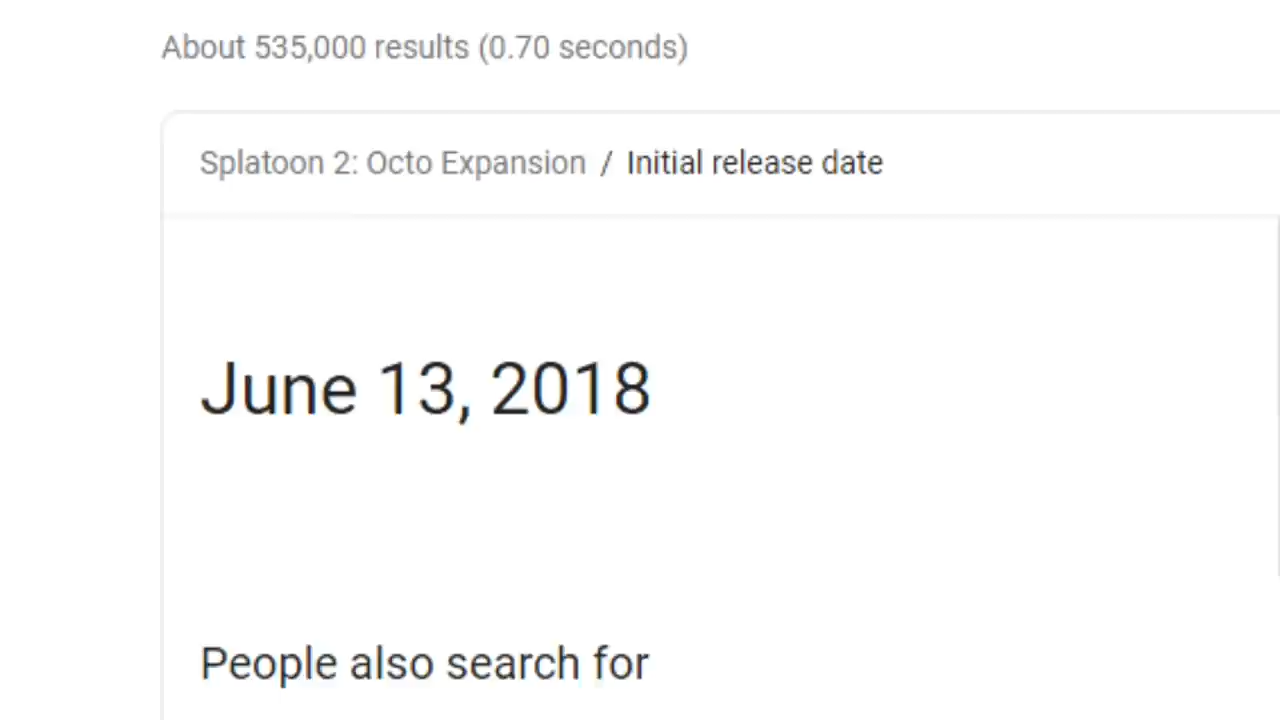 About 535,000 results (0.70 seconds)
Splatoon 2: Octo Expansion / Initial release date
June 13, 2018
People also search for